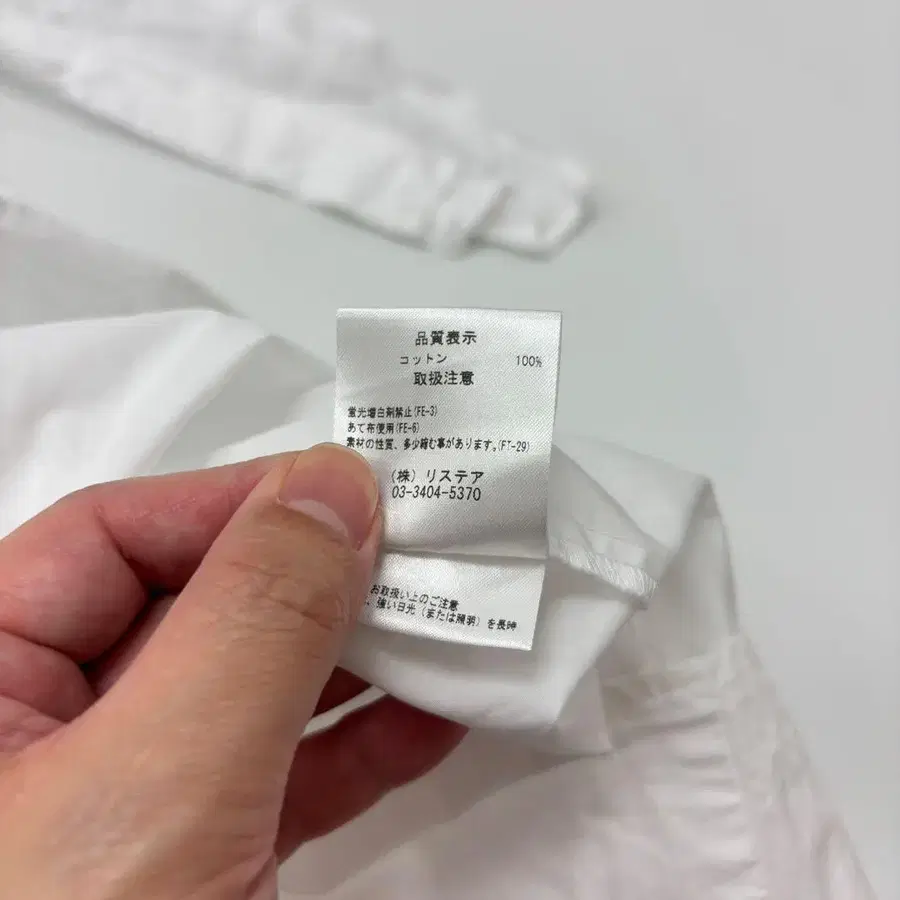 品質表示
コットン 100%
取扱注意
蛍光増白剤禁止(FE-3)
あて布使用(FE-6)
素材の性質、多少縮む事があります。(FT-29)
(株) リステア
03-3404-5370
お取扱い上のご注意
、強い日光(または照明)を長時